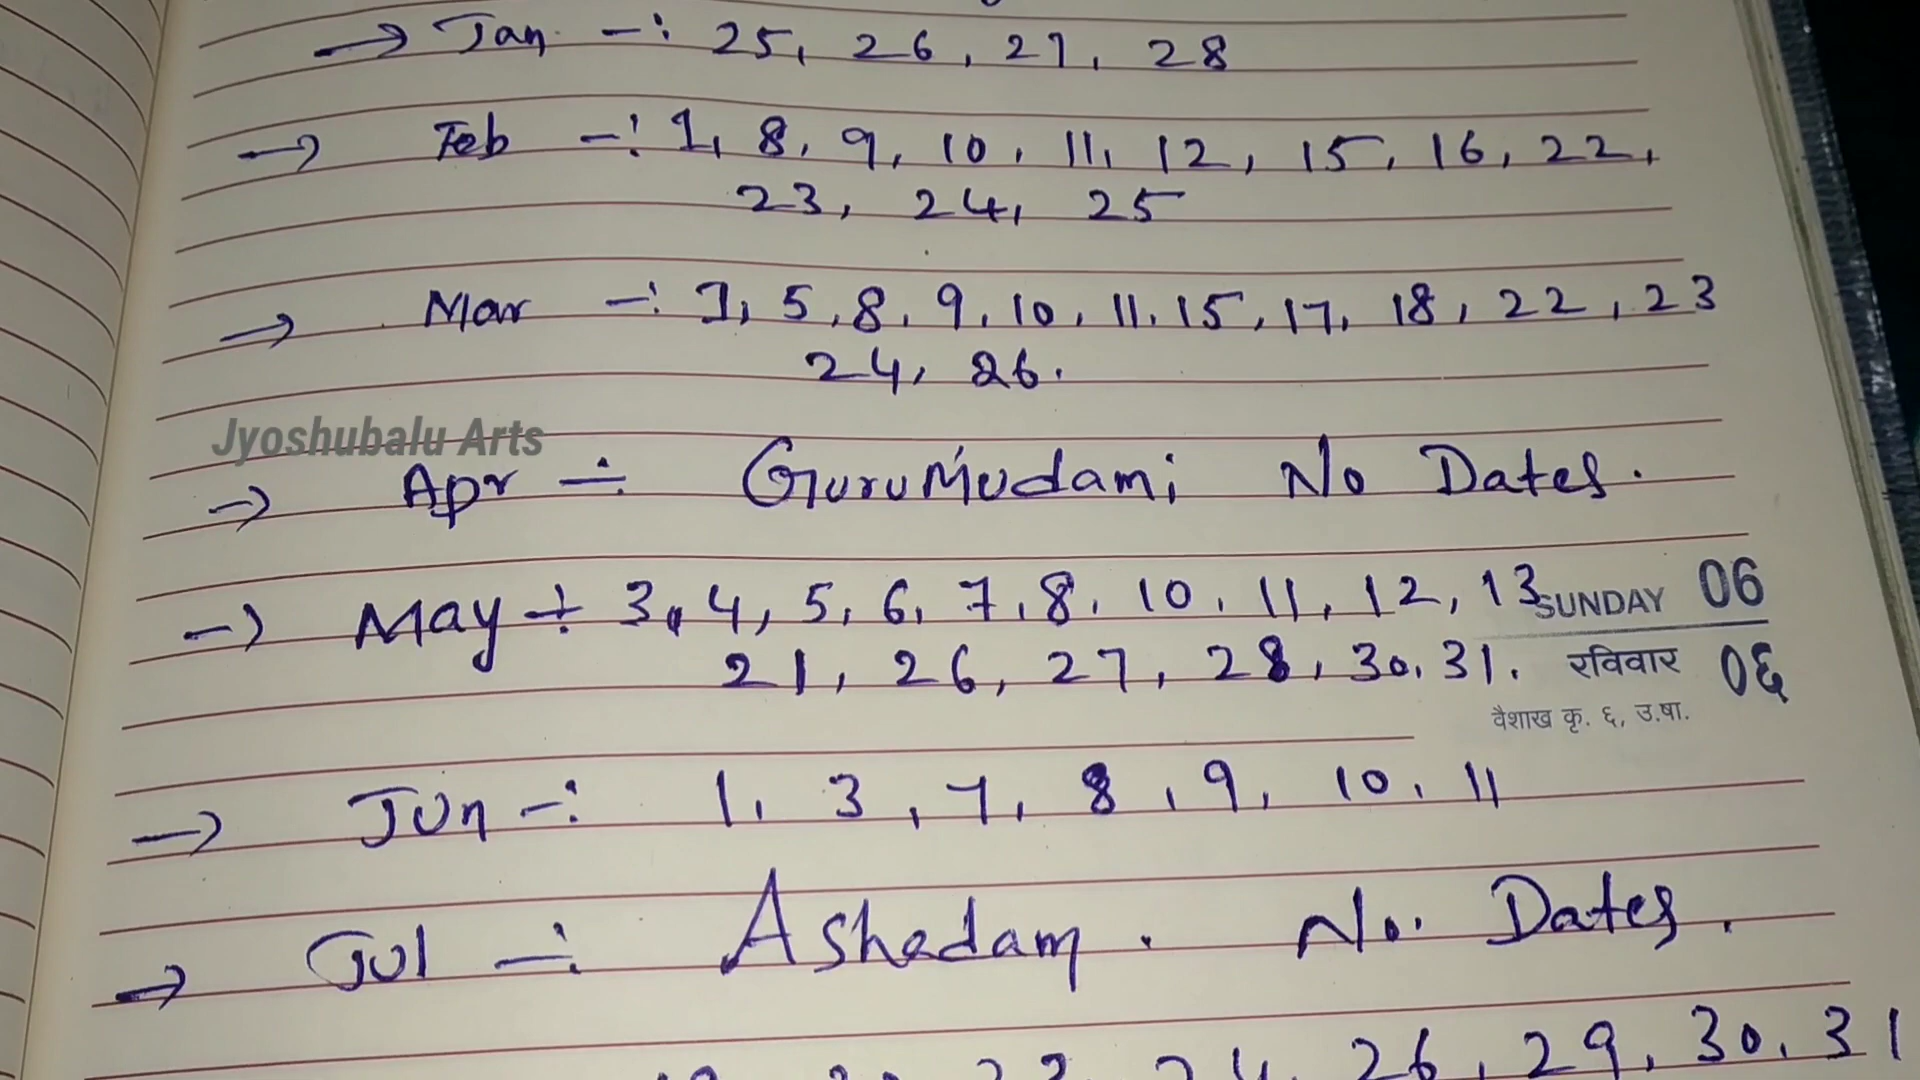 → Jan -: 25, 26, 27, 28
→ Feb -: 1, 8, 9, 10, 11, 12, 15, 16, 22,
23, 24, 25
→ Mar -: 1, 5, 8, 9, 10, 11, 15, 17, 18, 22, 23
24, 26.
Jyoshubalu Arts
→ Apr ÷ GuruMudami No Dates.
→ May ÷ 3, 4, 5, 6, 7, 8, 10, 11, 12, 13
SUNDAY 06
21, 26, 27, 28, 30, 31.
रविवार ०६
वैशाख कृ. ६, उ.षा.
→ Jun -: 1, 3, 7, 8, 9, 10, 11
→ Jul -: Ashadam. No. Dates.
26, 29, 30, 31